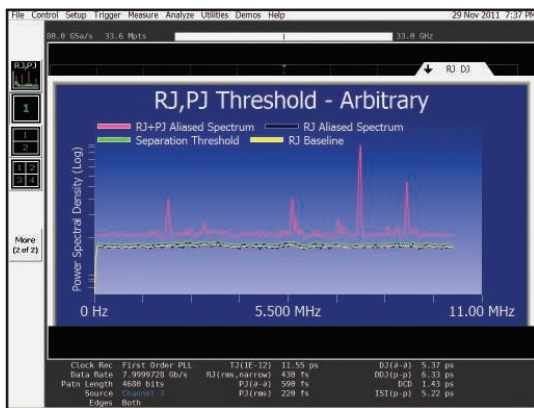 File Control Setup Trigger Measure Analyze Utilities Demos Help 29 Nov 2011 7:37 PM
80.0 GSa/s 33.6 Mpts 33.0 GHz
RJ,PJ
RJ DJ
1
1
2
1 2
3 4
More
(2 of 2)
RJ,PJ Threshold - Arbitrary
RJ+PJ Aliased Spectrum RJ Aliased Spectrum
Separation Threshold RJ Baseline
Power Spectral Density (Log)
0 Hz 5.500 MHz 11.00 MHz
Clock Rec First Order PLL TJ(1E-12) 11.55 ps DJ(∂-∂) 5.37 ps
Data Rate 7.9999728 Gb/s RJ(rms,narrow) 430 fs DDJ(p-p) 6.33 ps
Patn Length 4680 bits PJ(∂-∂) 590 fs DCD 1.43 ps
Source Channel 3 PJ(rms) 220 fs ISI(p-p) 5.22 ps
Edges Both